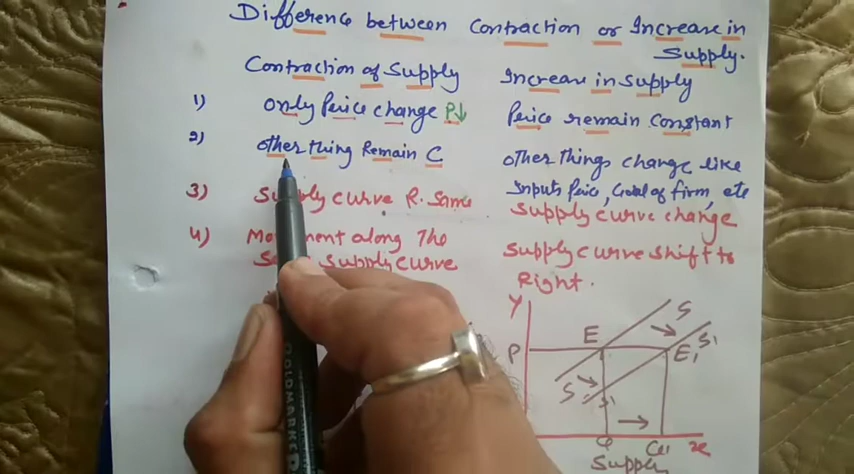 Difference between Contraction or Increase in
Supply.
Contraction of Supply
1) only Price change P↓
2) other thing Remain C
3) Supply curve R. Same
4) Movement along The
supply curve
Increase in Supply
Price remain Constant
other things change like
Inputs Price, Goal of firm, etc
Supply curve change
Supply curve shift to
Right.
Y
S
E
S1
P
E1
S
S1
Q
Q1
x
Supply
GOLDMARK